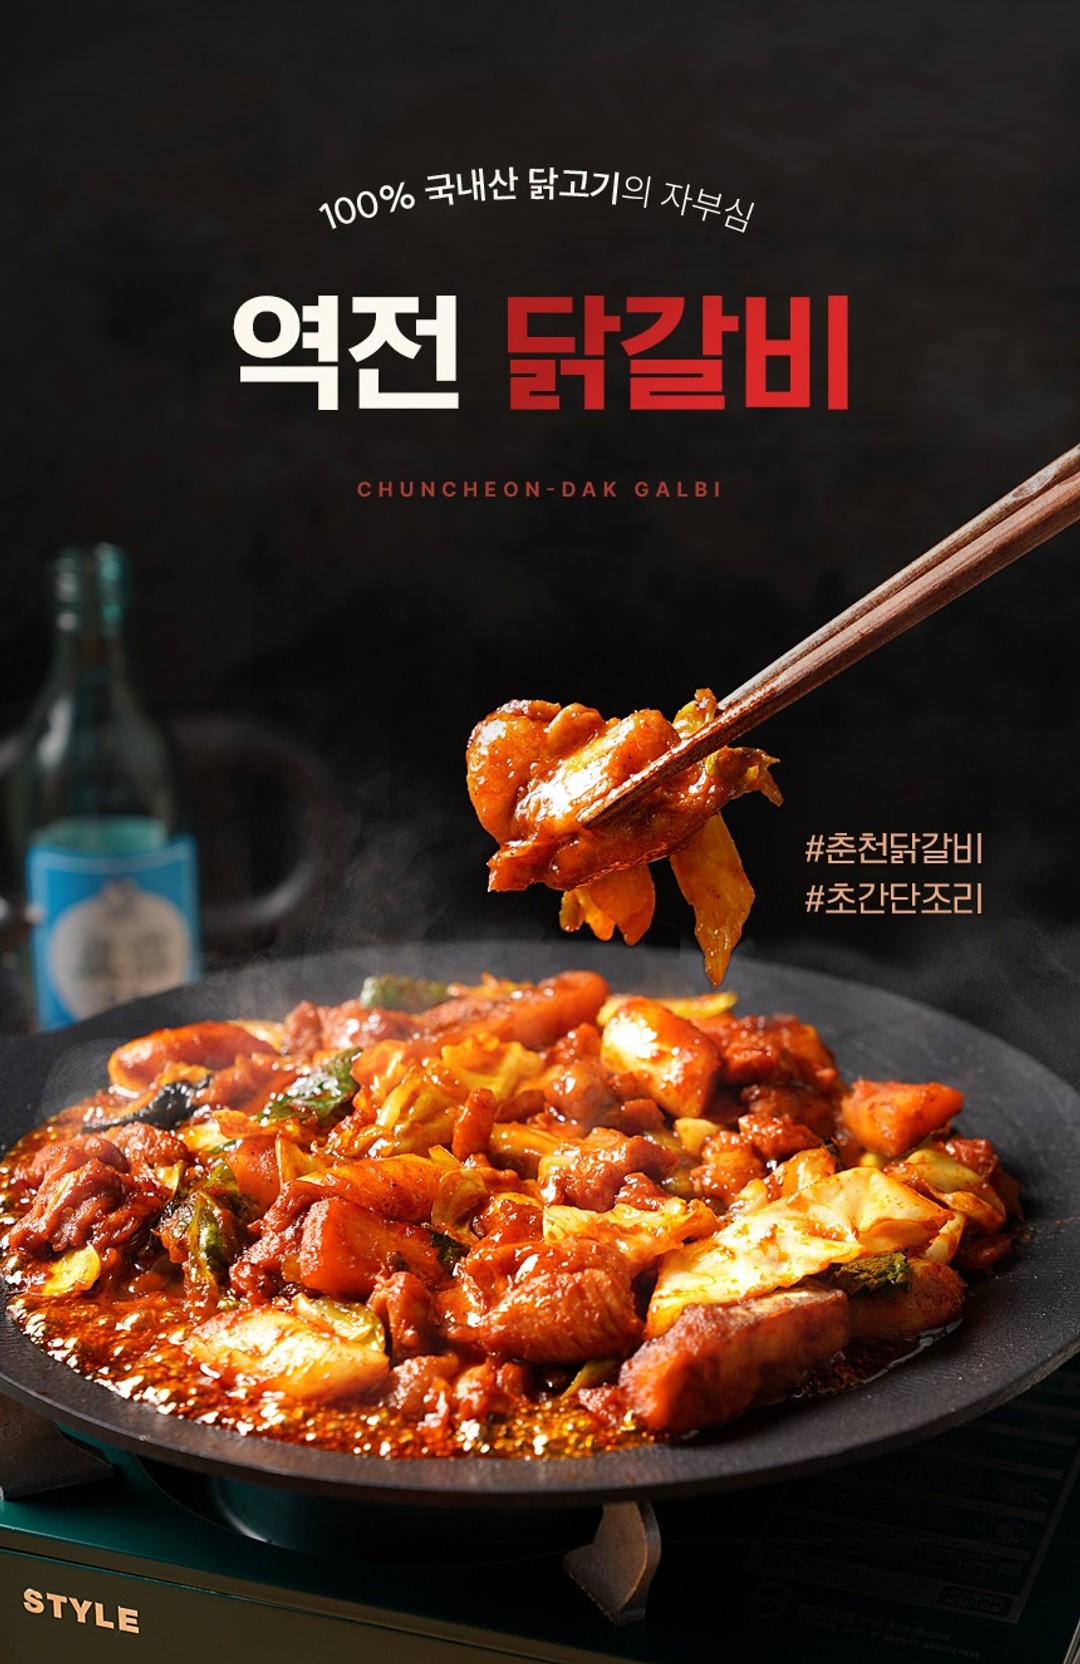 100% 국내산 닭고기의 자부심
역전 닭갈비
CHUNCHEON-DAK GALBI
#춘천닭갈비
#초간단조리
STYLE